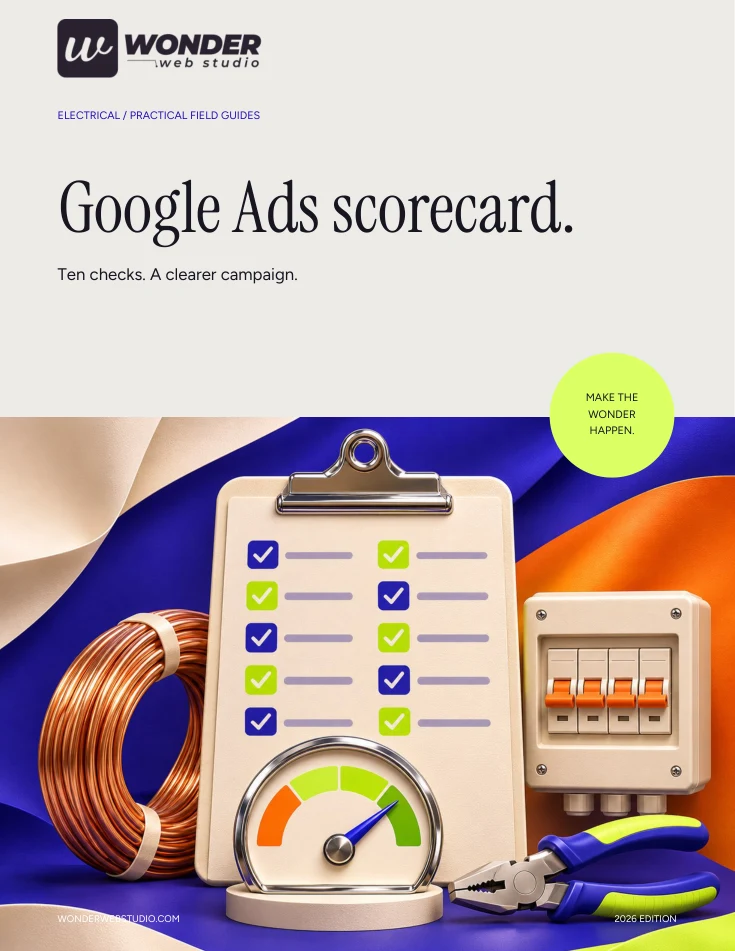 W WONDER
web studio
ELECTRICAL / PRACTICAL FIELD GUIDES
Google Ads scorecard.
Ten checks. A clearer campaign.
MAKE THE
WONDER
HAPPEN.
WONDERWEBSTUDIO.COM
2026 EDITION